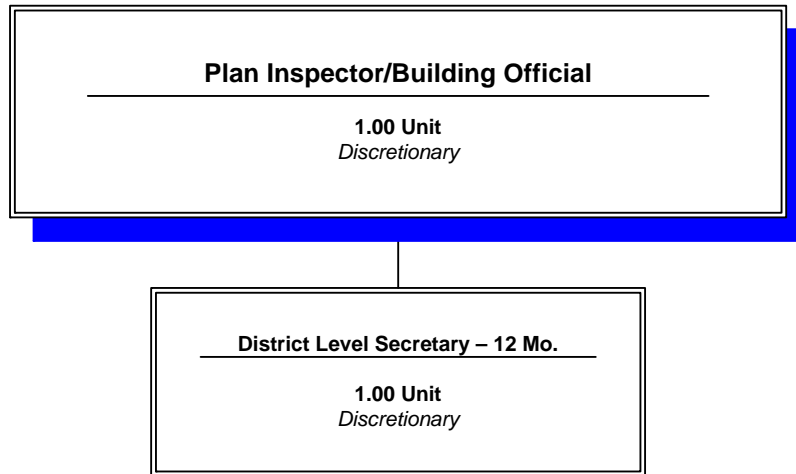 Plan Inspector/Building Official
1.00 Unit
Discretionary
District Level Secretary – 12 Mo.
1.00 Unit
Discretionary